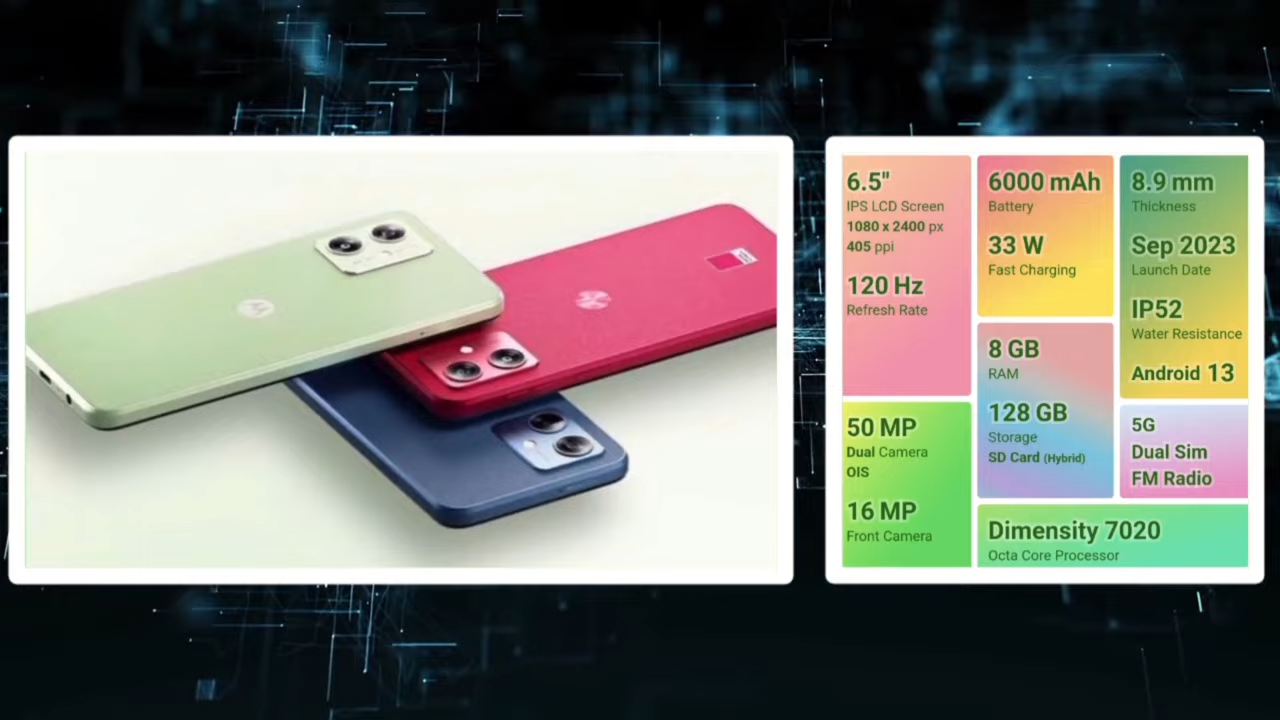 6.5"
IPS LCD Screen
1080 x 2400 px
405 ppi
120 Hz
Refresh Rate
50 MP
Dual Camera
OIS
16 MP
Front Camera
6000 mAh
Battery
33 W
Fast Charging
8 GB
RAM
128 GB
Storage
SD Card (Hybrid)
8.9 mm
Thickness
Sep 2023
Launch Date
IP52
Water Resistance
Android 13
5G
Dual Sim
FM Radio
Dimensity 7020
Octa Core Processor